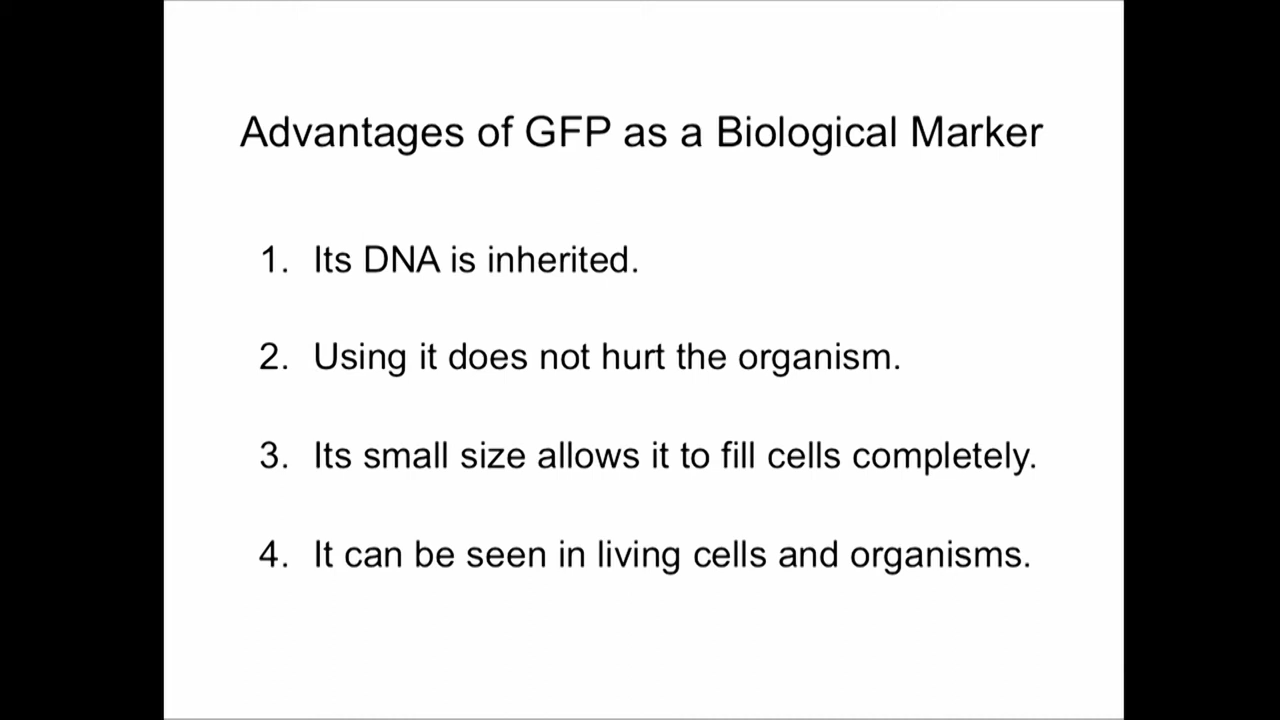 Advantages of GFP as a Biological Marker
1. Its DNA is inherited.
2. Using it does not hurt the organism.
3. Its small size allows it to fill cells completely.
4. It can be seen in living cells and organisms.